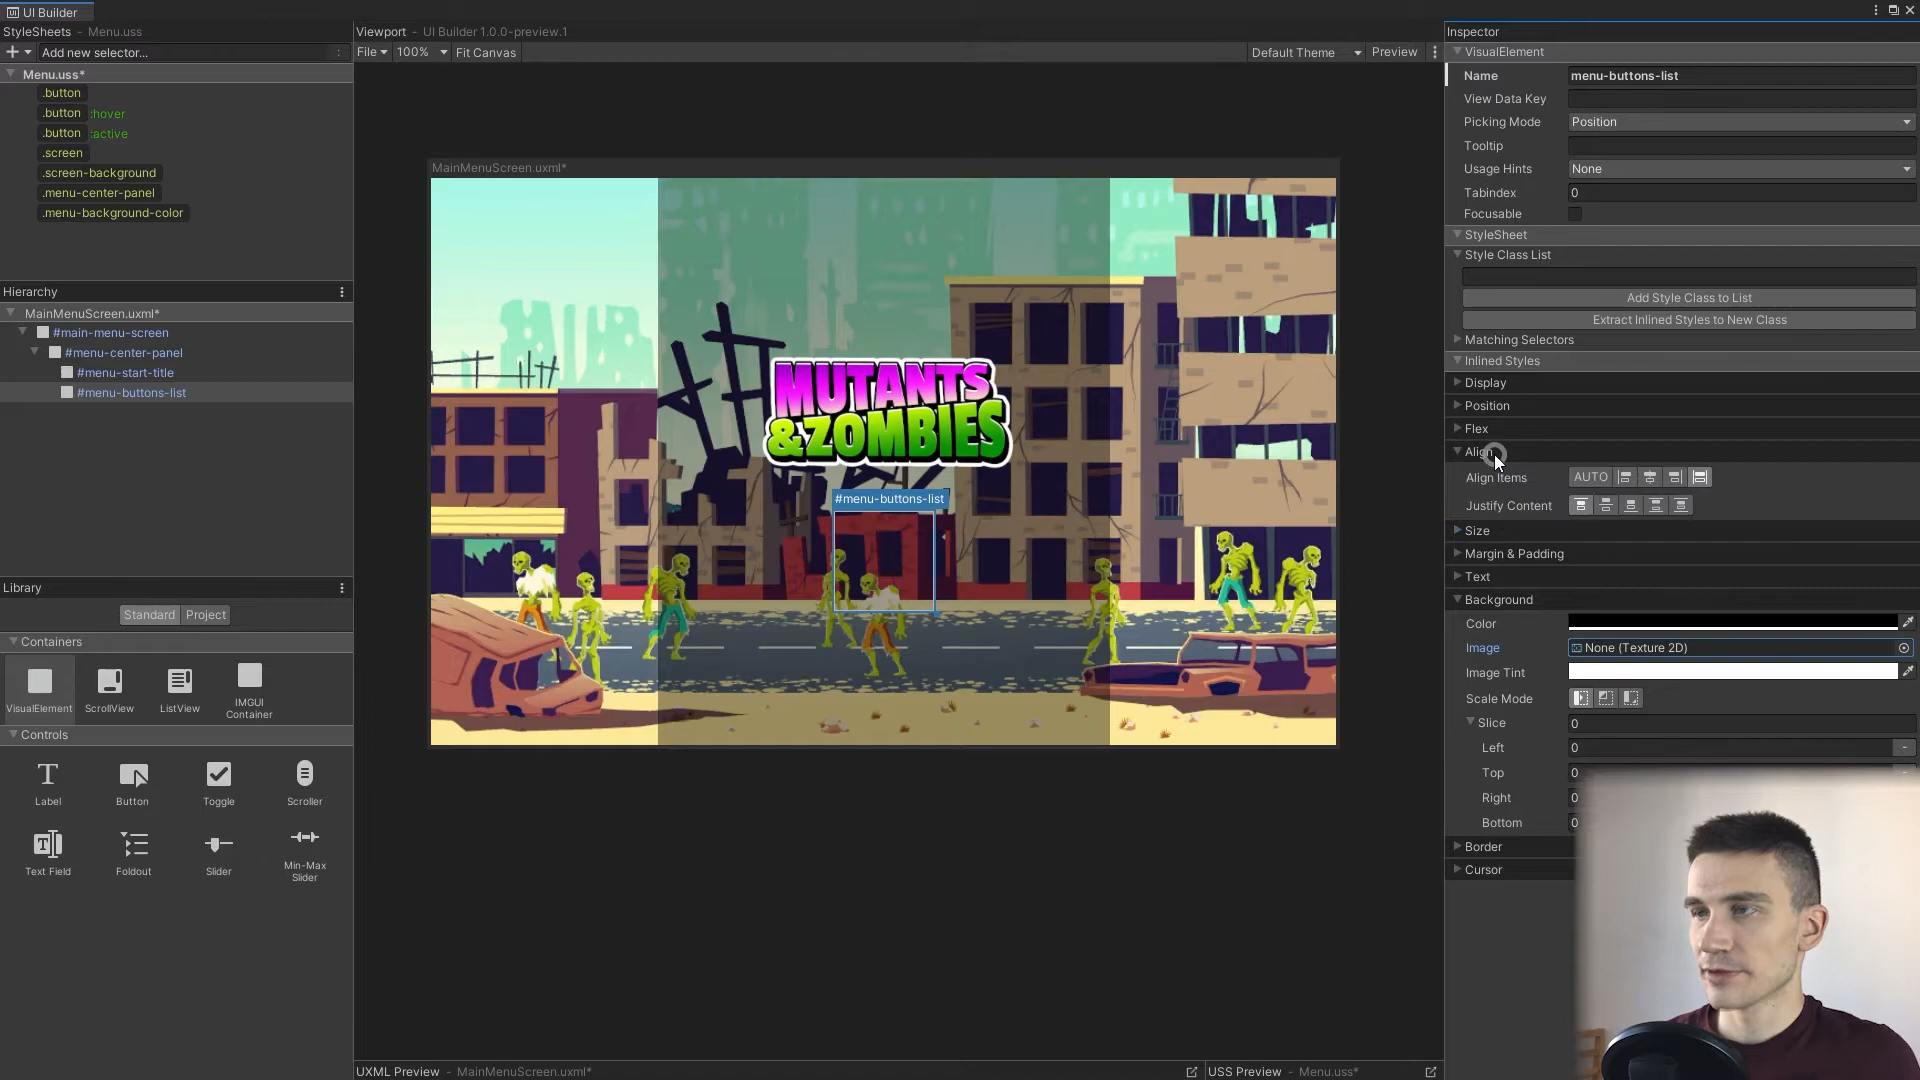 UI Builder
StyleSheets - Menu.uss
Add new selector...
Menu.uss*
.button
.button :hover
.button :active
.screen
.screen-background
.menu-center-panel
.menu-background-color
Hierarchy
MainMenuScreen.uxml*
#main-menu-screen
#menu-center-panel
#menu-start-title
#menu-buttons-list
Library
Standard Project
Containers
VisualElement ScrollView ListView IMGUI Container
Controls
Label Button Toggle Scroller
Text Field Foldout Slider Min-Max Slider
Viewport - UI Builder 1.0.0-preview.1
File 100% Fit Canvas Default Theme Preview
MainMenuScreen.uxml*
MUTANTS
&ZOMBIES
#menu-buttons-list
UXML Preview - MainMenuScreen.uxml*
USS Preview - Menu.uss*
Inspector
VisualElement
Name menu-buttons-list
View Data Key
Picking Mode Position
Tooltip
Usage Hints None
Tabindex 0
Focusable
StyleSheet
Style Class List
Add Style Class to List
Extract Inlined Styles to New Class
Matching Selectors
Inlined Styles
Display
Position
Flex
Align
Align Items AUTO
Justify Content
Size
Margin & Padding
Text
Background
Color
Image None (Texture 2D)
Image Tint
Scale Mode
Slice 0
Left 0 -
Top 0
Right 0
Bottom 0
Border
Cursor